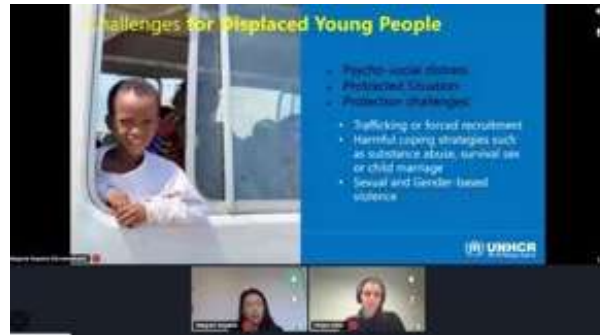 Challenges for Displaced Young People
• Psycho-social distress
• Protracted Situation
• Protection challenges:
• Trafficking or forced recruitment
• Harmful coping strategies such
as substance abuse, survival sex
or child marriage
• Sexual and Gender-based
violence
UNHCR